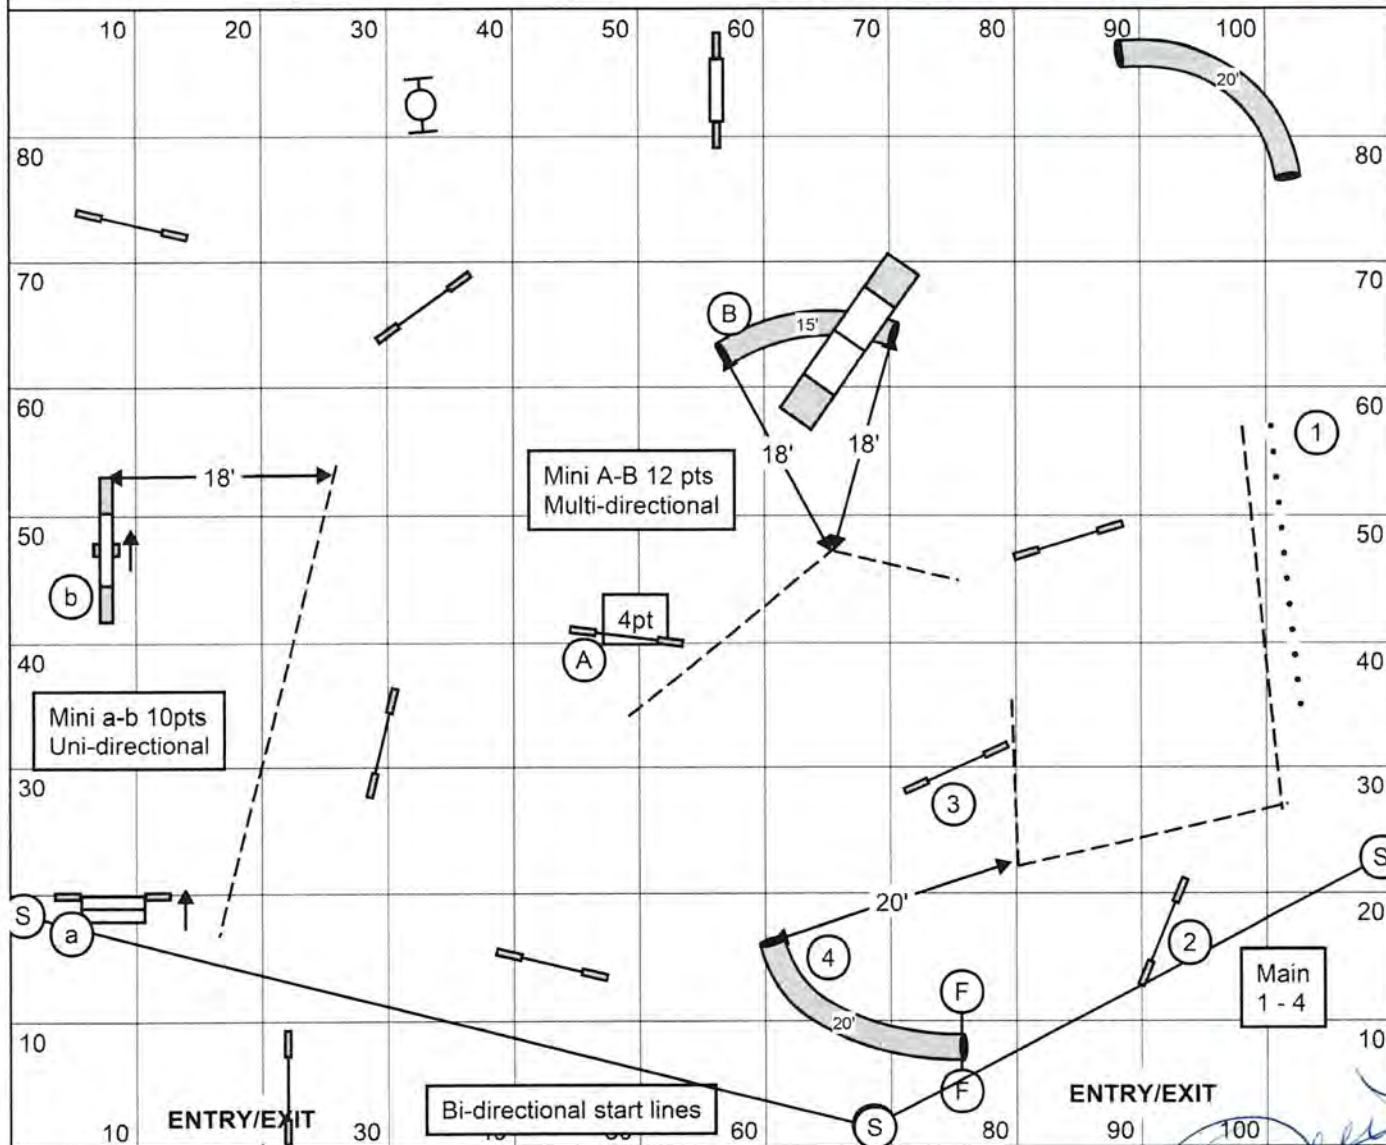 10 20 30 40 50 60 70 80 90 100
20'
80 80
70 70
B
15'
60 60
1
18' 18' 18'
Mini A-B 12 pts
Multi-directional
50 50
b
4pt
A
40 40
Mini a-b 10pts
Uni-directional
30 30
3
S
20'
20
S
a
4
2
Main
1 - 4
F
20'
10 10
F
Bi-directional start lines
ENTRY/EXIT
ENTRY/EXIT
S
10 30 60 80 90 100